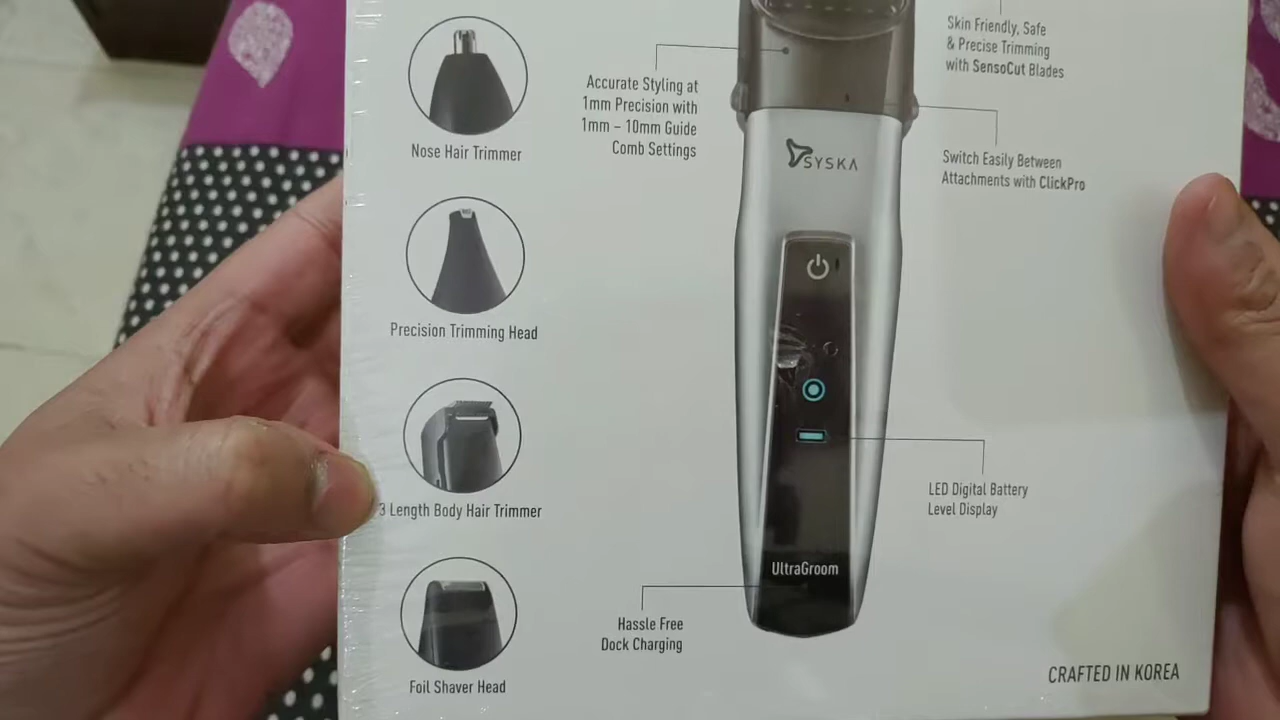 Nose Hair Trimmer
Precision Trimming Head
3 Length Body Hair Trimmer
Foil Shaver Head
Accurate Styling at
1mm Precision with
1mm – 10mm Guide
Comb Settings
Hassle Free
Dock Charging
SYSKA
UltraGroom
Skin Friendly, Safe
& Precise Trimming
with SensoCut Blades
Switch Easily Between
Attachments with ClickPro
LED Digital Battery
Level Display
CRAFTED IN KOREA